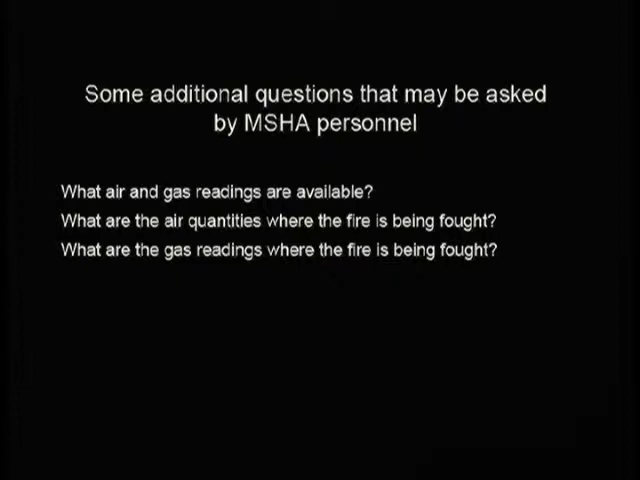 Some additional questions that may be asked
by MSHA personnel
What air and gas readings are available?
What are the air quantities where the fire is being fought?
What are the gas readings where the fire is being fought?